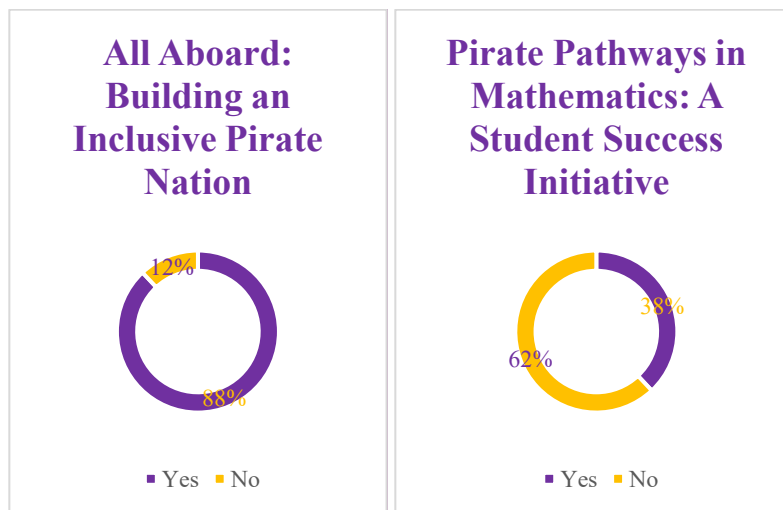 All Aboard:
Building an
Inclusive Pirate
Nation
12%
88%
Yes No
Pirate Pathways in
Mathematics: A
Student Success
Initiative
38%
62%
Yes No